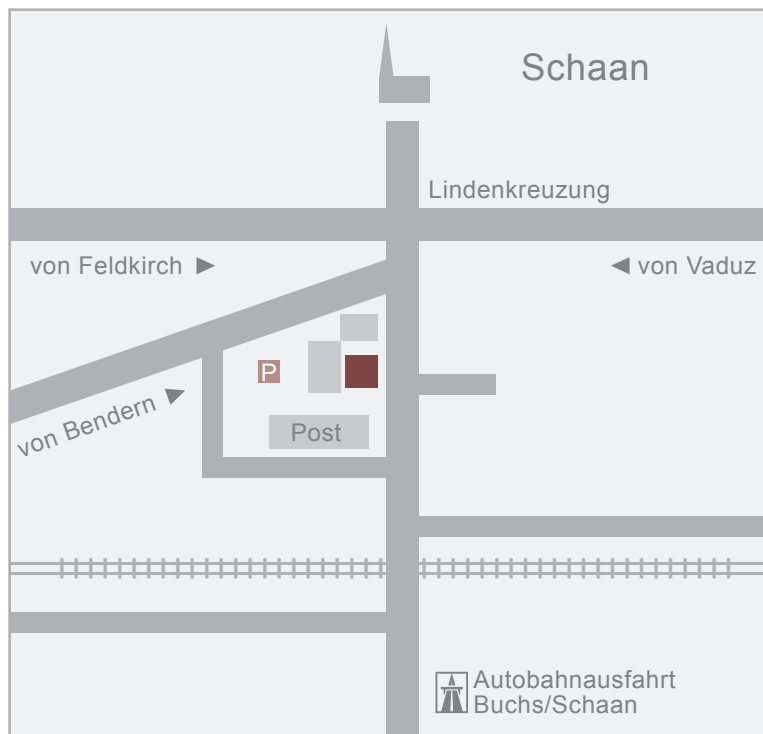 Schaan
Lindenkreuzung
von Feldkirch
von Vaduz
P
von Bendern
Post
Autobahnausfahrt
Buchs/Schaan